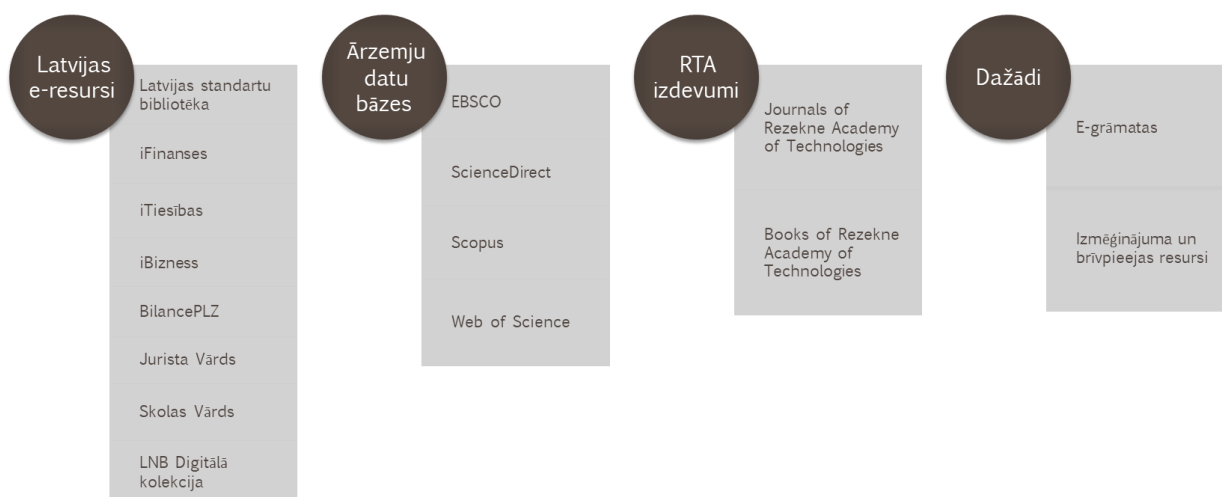 Latvijas
e-resursi
Latvijas standartu
bibliotēka
iFinanses
iTiesības
iBizness
BilancePLZ
Jurista Vārds
Skolas Vārds
LNB Digitālā
kolekcija
Ārzemju
datu
bāzes
EBSCO
ScienceDirect
Scopus
Web of Science
RTA
izdevumi
Journals of
Rezekne Academy
of Technologies
Books of Rezekne
Academy of
Technologies
Dažādi
E-grāmatas
Izmēģinājuma un
brīvpieejas resursi